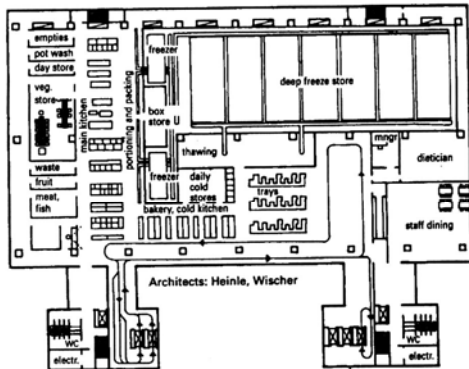 empties
pot wash
day store
veg.
store
waste
fruit
meat,
fish
main kitchen
portioning and packing
freezer
box
store U
freezer
deep freeze store
thawing
daily
cold
stores
trays
bakery, cold kitchen
mngr
dietician
staff dining
Architects: Heinle, Wischer
WC
electr.
WC
electr.